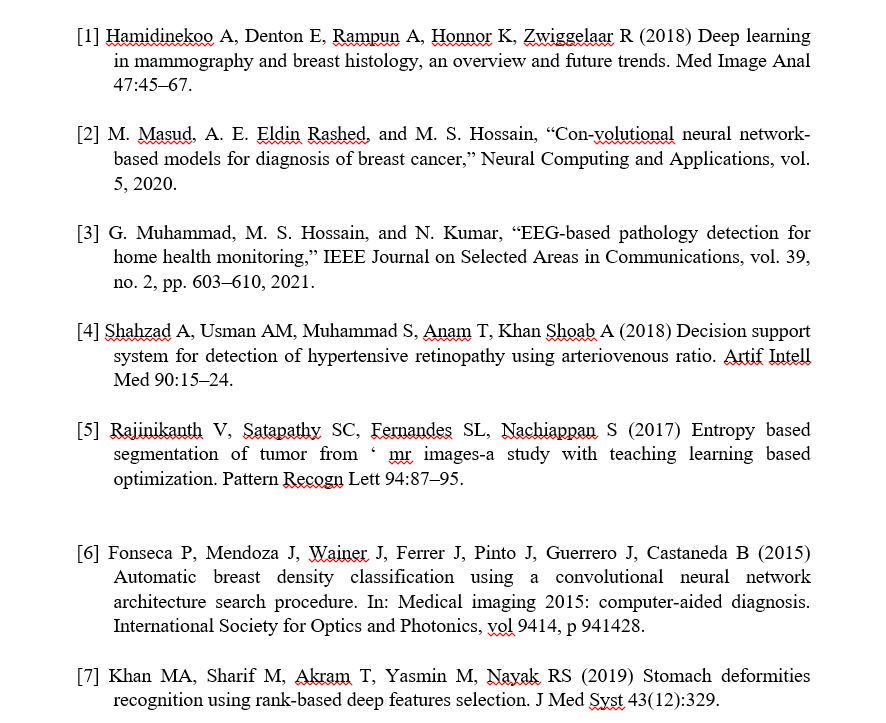 [1] Hamidinekoo A, Denton E, Rampun A, Honnor K, Zwiggelaar R (2018) Deep learning
in mammography and breast histology, an overview and future trends. Med Image Anal
47:45–67.
[2] M. Masud, A. E. Eldin Rashed, and M. S. Hossain, “Con-volutional neural network-
based models for diagnosis of breast cancer,” Neural Computing and Applications, vol.
5, 2020.
[3] G. Muhammad, M. S. Hossain, and N. Kumar, “EEG-based pathology detection for
home health monitoring,” IEEE Journal on Selected Areas in Communications, vol. 39,
no. 2, pp. 603–610, 2021.
[4] Shahzad A, Usman AM, Muhammad S, Anam T, Khan Shoab A (2018) Decision support
system for detection of hypertensive retinopathy using arteriovenous ratio. Artif Intell
Med 90:15–24.
[5] Rajinikanth V, Satapathy SC, Fernandes SL, Nachiappan S (2017) Entropy based
segmentation of tumor from ‘ mr images-a study with teaching learning based
optimization. Pattern Recogn Lett 94:87–95.
[6] Fonseca P, Mendoza J, Wainer J, Ferrer J, Pinto J, Guerrero J, Castaneda B (2015)
Automatic breast density classification using a convolutional neural network
architecture search procedure. In: Medical imaging 2015: computer-aided diagnosis.
International Society for Optics and Photonics, vol 9414, p 941428.
[7] Khan MA, Sharif M, Akram T, Yasmin M, Nayak RS (2019) Stomach deformities
recognition using rank-based deep features selection. J Med Syst 43(12):329.